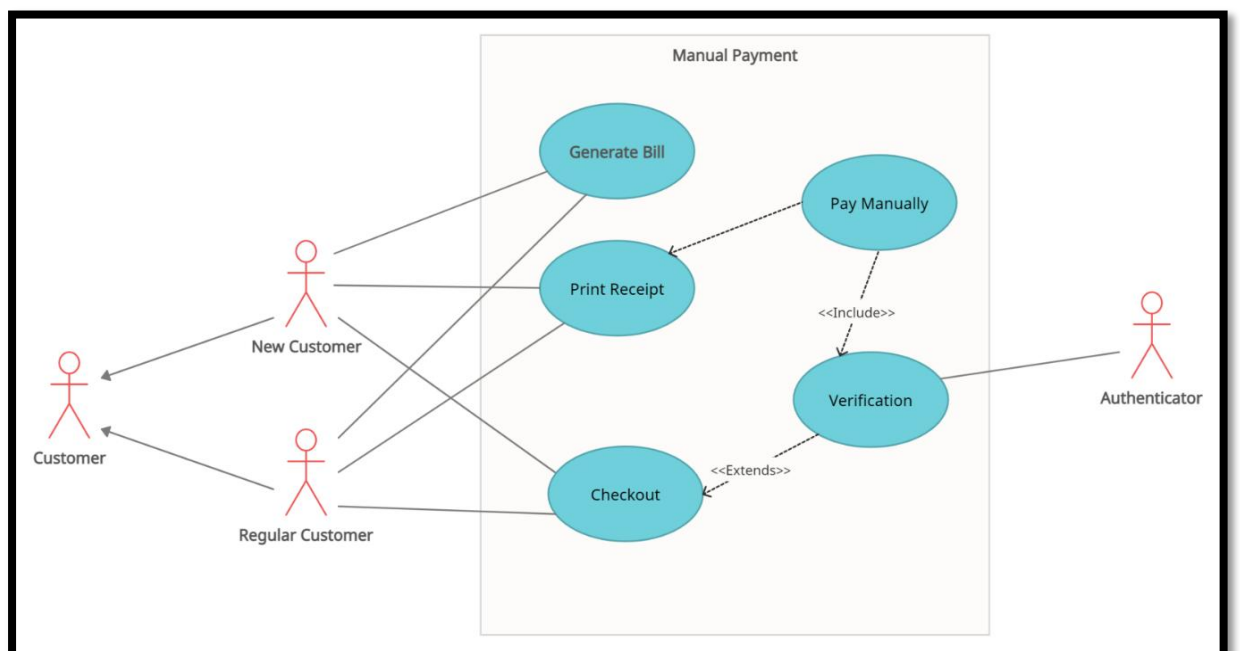 Manual Payment
Generate Bill
Pay Manually
Print Receipt
<<Include>>
New Customer
Authenticator
Verification
Customer
<<Extends>>
Checkout
Regular Customer